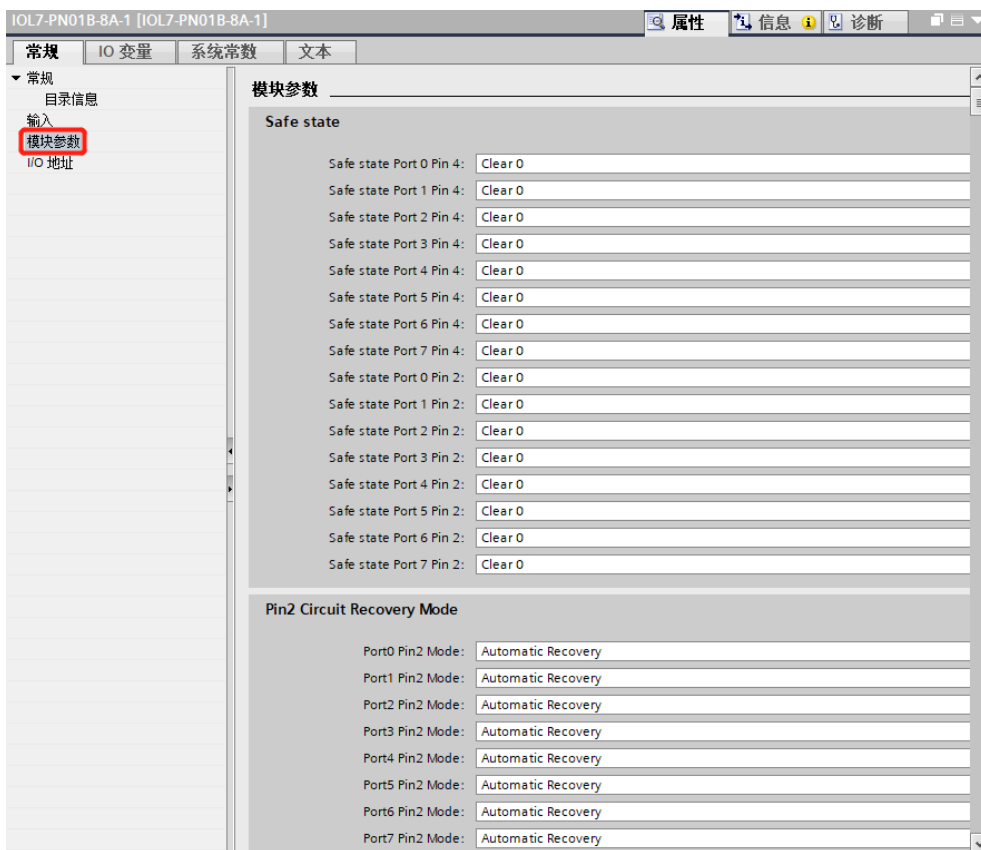 IOL7-PN01B-8A-1 [IOL7-PN01B-8A-1]
属性 信息 诊断
常规 IO 变量 系统常数 文本
常规
目录信息
输入
模块参数
I/O 地址
模块参数
Safe state
Safe state Port 0 Pin 4: Clear 0
Safe state Port 1 Pin 4: Clear 0
Safe state Port 2 Pin 4: Clear 0
Safe state Port 3 Pin 4: Clear 0
Safe state Port 4 Pin 4: Clear 0
Safe state Port 5 Pin 4: Clear 0
Safe state Port 6 Pin 4: Clear 0
Safe state Port 7 Pin 4: Clear 0
Safe state Port 0 Pin 2: Clear 0
Safe state Port 1 Pin 2: Clear 0
Safe state Port 2 Pin 2: Clear 0
Safe state Port 3 Pin 2: Clear 0
Safe state Port 4 Pin 2: Clear 0
Safe state Port 5 Pin 2: Clear 0
Safe state Port 6 Pin 2: Clear 0
Safe state Port 7 Pin 2: Clear 0
Pin2 Circuit Recovery Mode
Port0 Pin2 Mode: Automatic Recovery
Port1 Pin2 Mode: Automatic Recovery
Port2 Pin2 Mode: Automatic Recovery
Port3 Pin2 Mode: Automatic Recovery
Port4 Pin2 Mode: Automatic Recovery
Port5 Pin2 Mode: Automatic Recovery
Port6 Pin2 Mode: Automatic Recovery
Port7 Pin2 Mode: Automatic Recovery